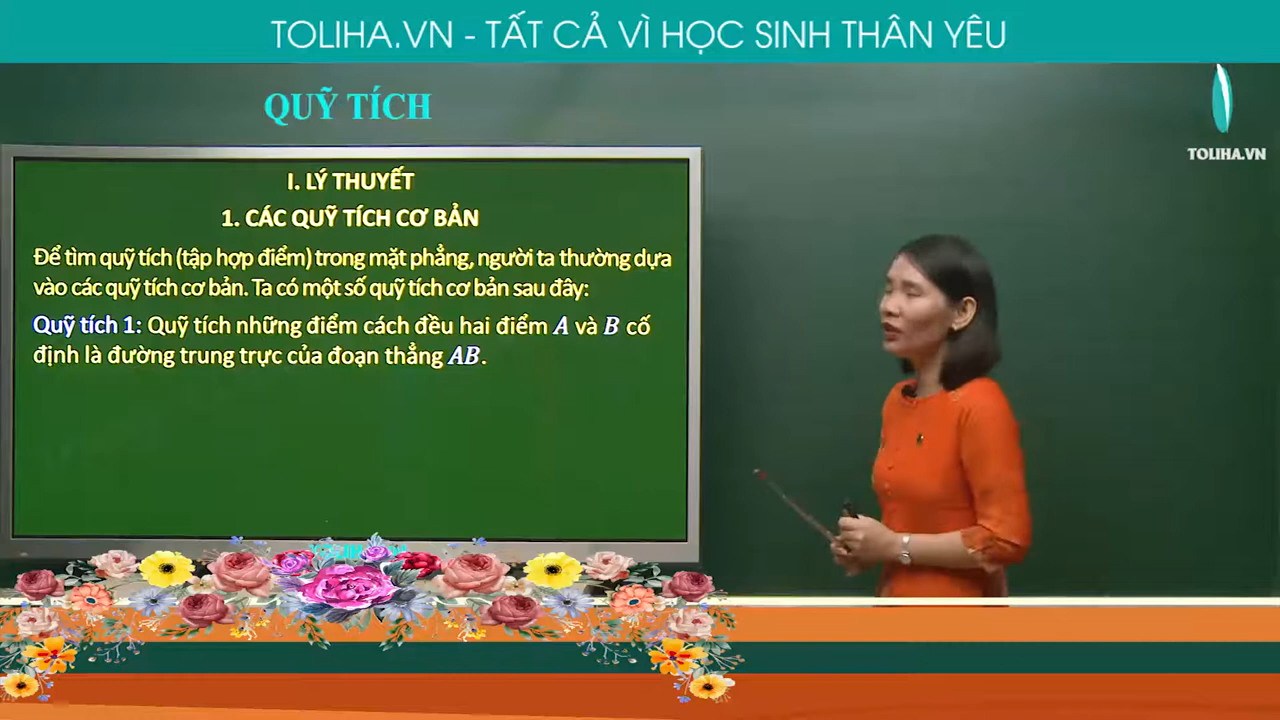 TOLIHA.VN - TẤT CẢ VÌ HỌC SINH THÂN YÊU
QUỸ TÍCH
TOLIHA.VN
I. LÝ THUYẾT
1. CÁC QUỸ TÍCH CƠ BẢN
Để tìm quỹ tích (tập hợp điểm) trong mặt phẳng, người ta thường dựa
vào các quỹ tích cơ bản. Ta có một số quỹ tích cơ bản sau đây:
Quỹ tích 1: Quỹ tích những điểm cách đều hai điểm A và B cố
định là đường trung trực của đoạn thẳng AB.